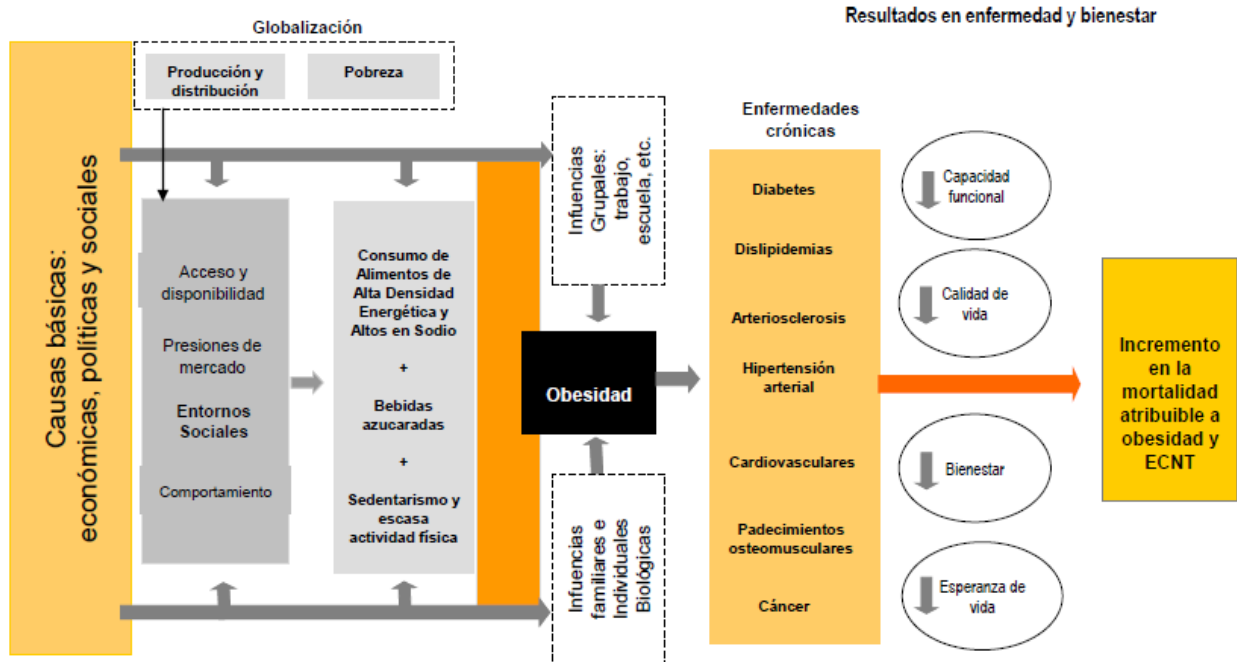 Resultados en enfermedad y bienestar
Globalización
Producción y
distribución
Pobreza
Causas básicas:
económicas, políticas y sociales
Acceso y
disponibilidad
Presiones de
mercado
Entornos
Sociales
Comportamiento
Consumo de
Alimentos de
Alta Densidad
Energética y
Altos en Sodio
+
Bebidas
azucaradas
+
Sedentarismo y
escasa
actividad física
Infuencias
Grupales:
trabajo,
escuela, etc.
Obesidad
Infuencias
familiares e
Individuales
Biológicas
Enfermedades
crónicas
Diabetes
Dislipidemias
Arteriosclerosis
Hipertensión
arterial
Cardiovasculares
Padecimientos
osteomusculares
Cáncer
Capacidad
funcional
Calidad de
vida
Bienestar
Esperanza de
vida
Incremento
en la
mortalidad
atribuible a
obesidad y
ECNT